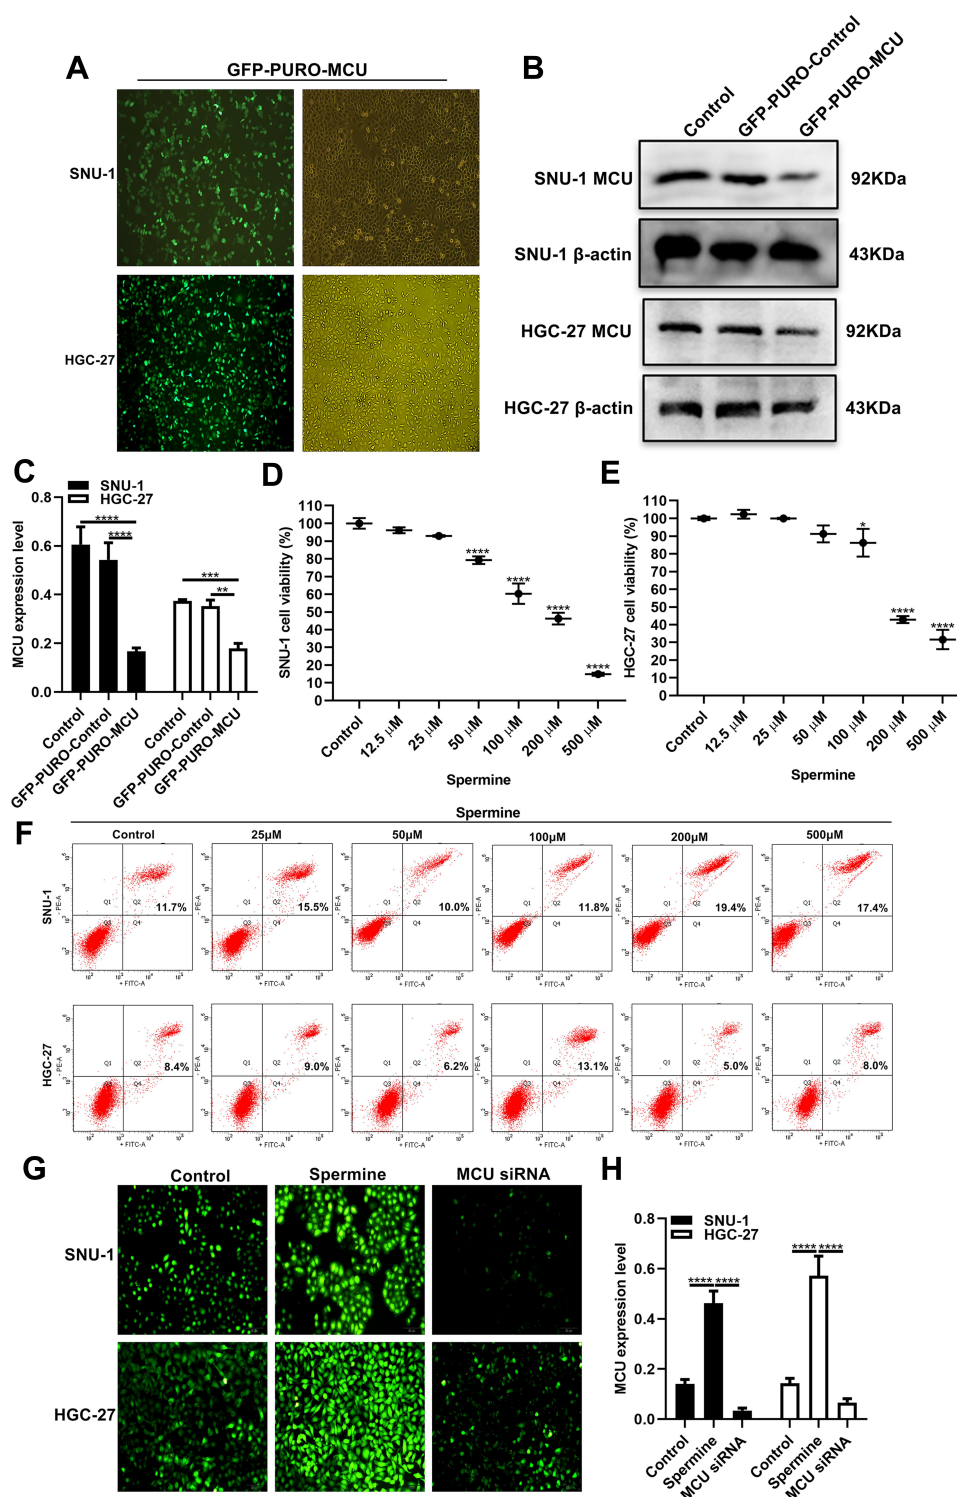 A
GFP-PURO-MCU
SNU-1
HGC-27
B
Control
GFP-PURO-Control
GFP-PURO-MCU
SNU-1 MCU
92KDa
SNU-1 β-actin
43KDa
HGC-27 MCU
92KDa
HGC-27 β-actin
43KDa
C
SNU-1
HGC-27
MCU expression level
0.8
0.6
0.4
0.2
0.0
****
****
***
**
Control
GFP-PURO-Control
GFP-PURO-MCU
Control
GFP-PURO-Control
GFP-PURO-MCU
D
SNU-1 cell viability (%)
110
100
90
80
70
60
50
40
30
20
10
0
****
****
****
****
Control
12.5 μM
25 μM
50 μM
100 μM
200 μM
500 μM
Spermine
E
HGC-27 cell viability (%)
110
100
90
80
70
60
50
40
30
20
10
0
*
****
****
Control
12.5 μM
25 μM
50 μM
100 μM
200 μM
500 μM
Spermine
F
Spermine
Control
25μM
50μM
100μM
200μM
500μM
SNU-1
PE-A
Q1 Q2 Q3 Q4
11.7%
FITC-A
15.5%
10.0%
11.8%
19.4%
17.4%
HGC-27
8.4%
9.0%
6.2%
13.1%
5.0%
8.0%
G
Control
Spermine
MCU siRNA
SNU-1
HGC-27
H
SNU-1
HGC-27
MCU expression level
0.8
0.6
0.4
0.2
0.0
**** ****
**** ****
Control
Spermine
MCU siRNA
Control
Spermine
MCU siRNA